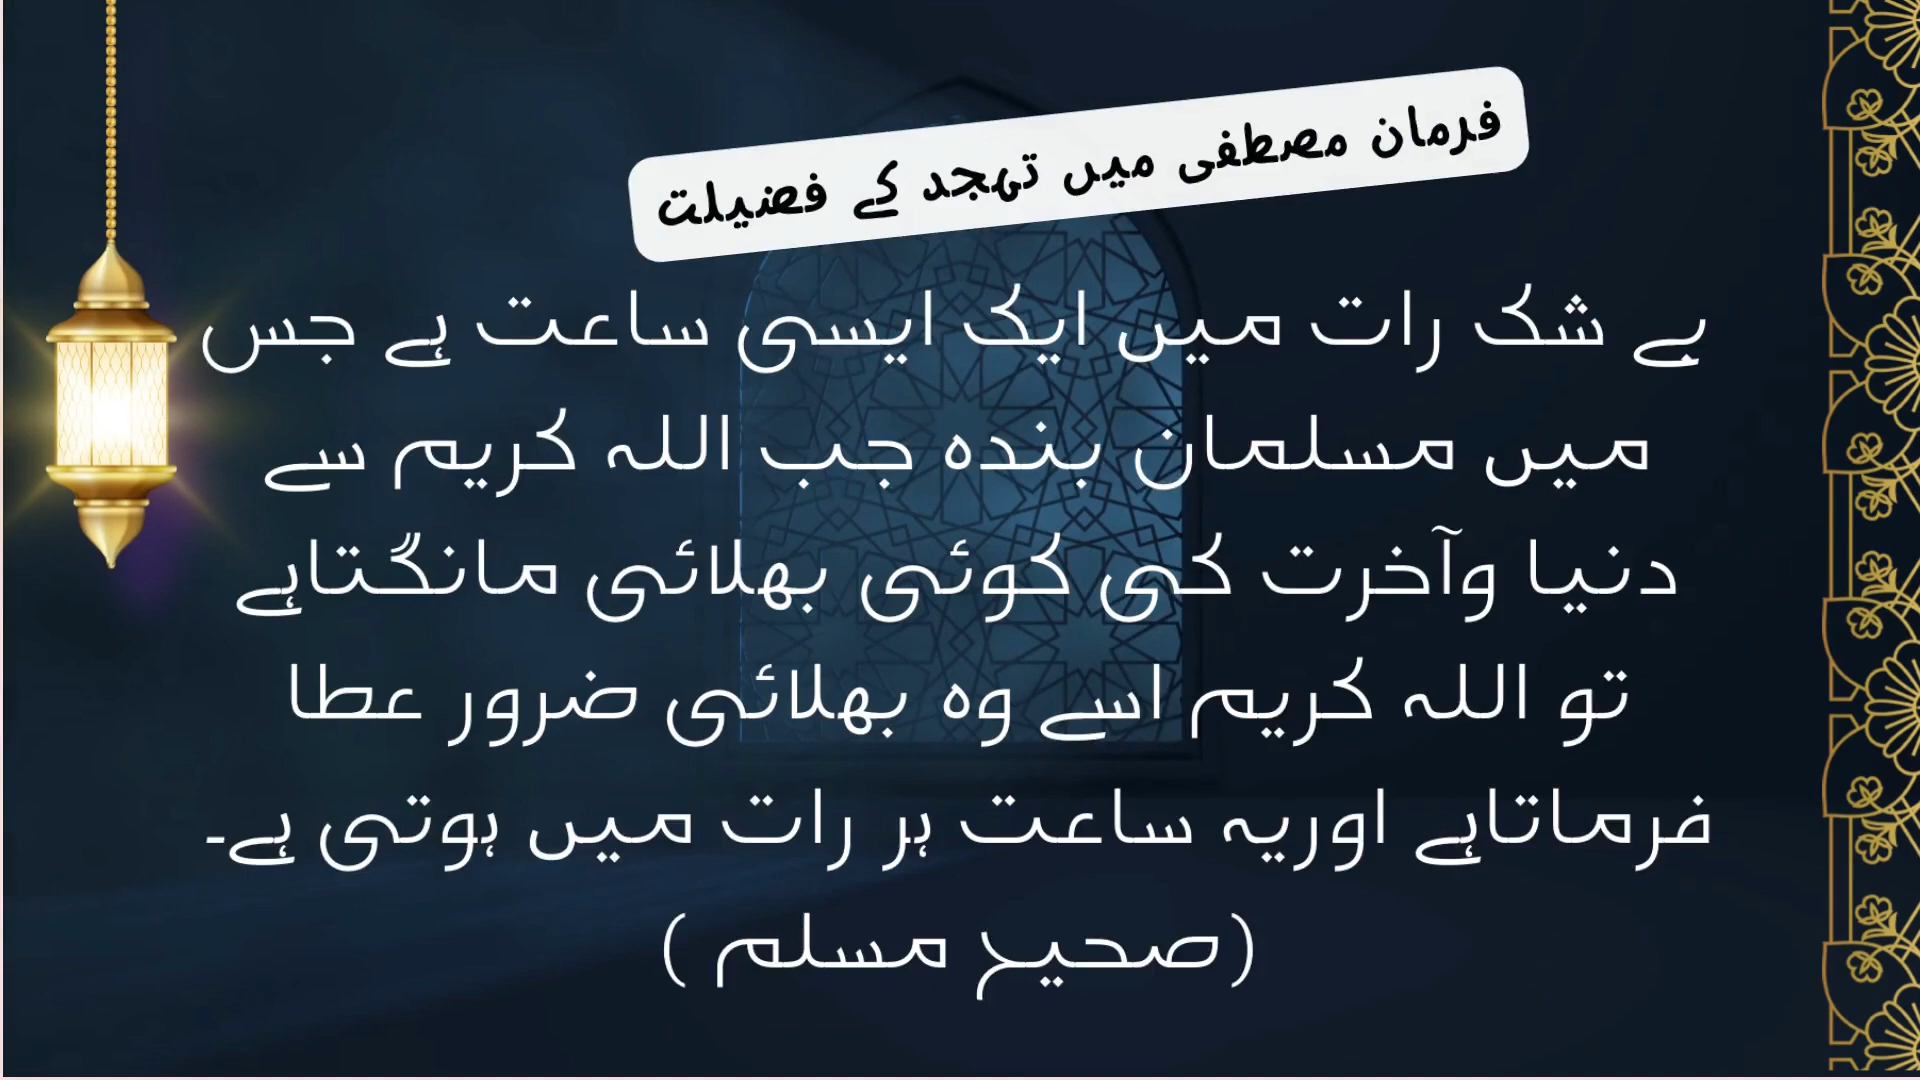 فرمان مصطفی میں تہجد کے فضیلت
بے شک رات میں ایک ایسی ساعت ہے جس
میں مسلمان بندہ جب اللہ کریم سے
دنیا وآخرت کی کوئی بھلائی مانگتاہے
تو اللہ کریم اسے وہ بھلائی ضرور عطا
فرماتاہے اوریہ ساعت ہر رات میں ہوتی ہے۔
(صحیح مسلم )